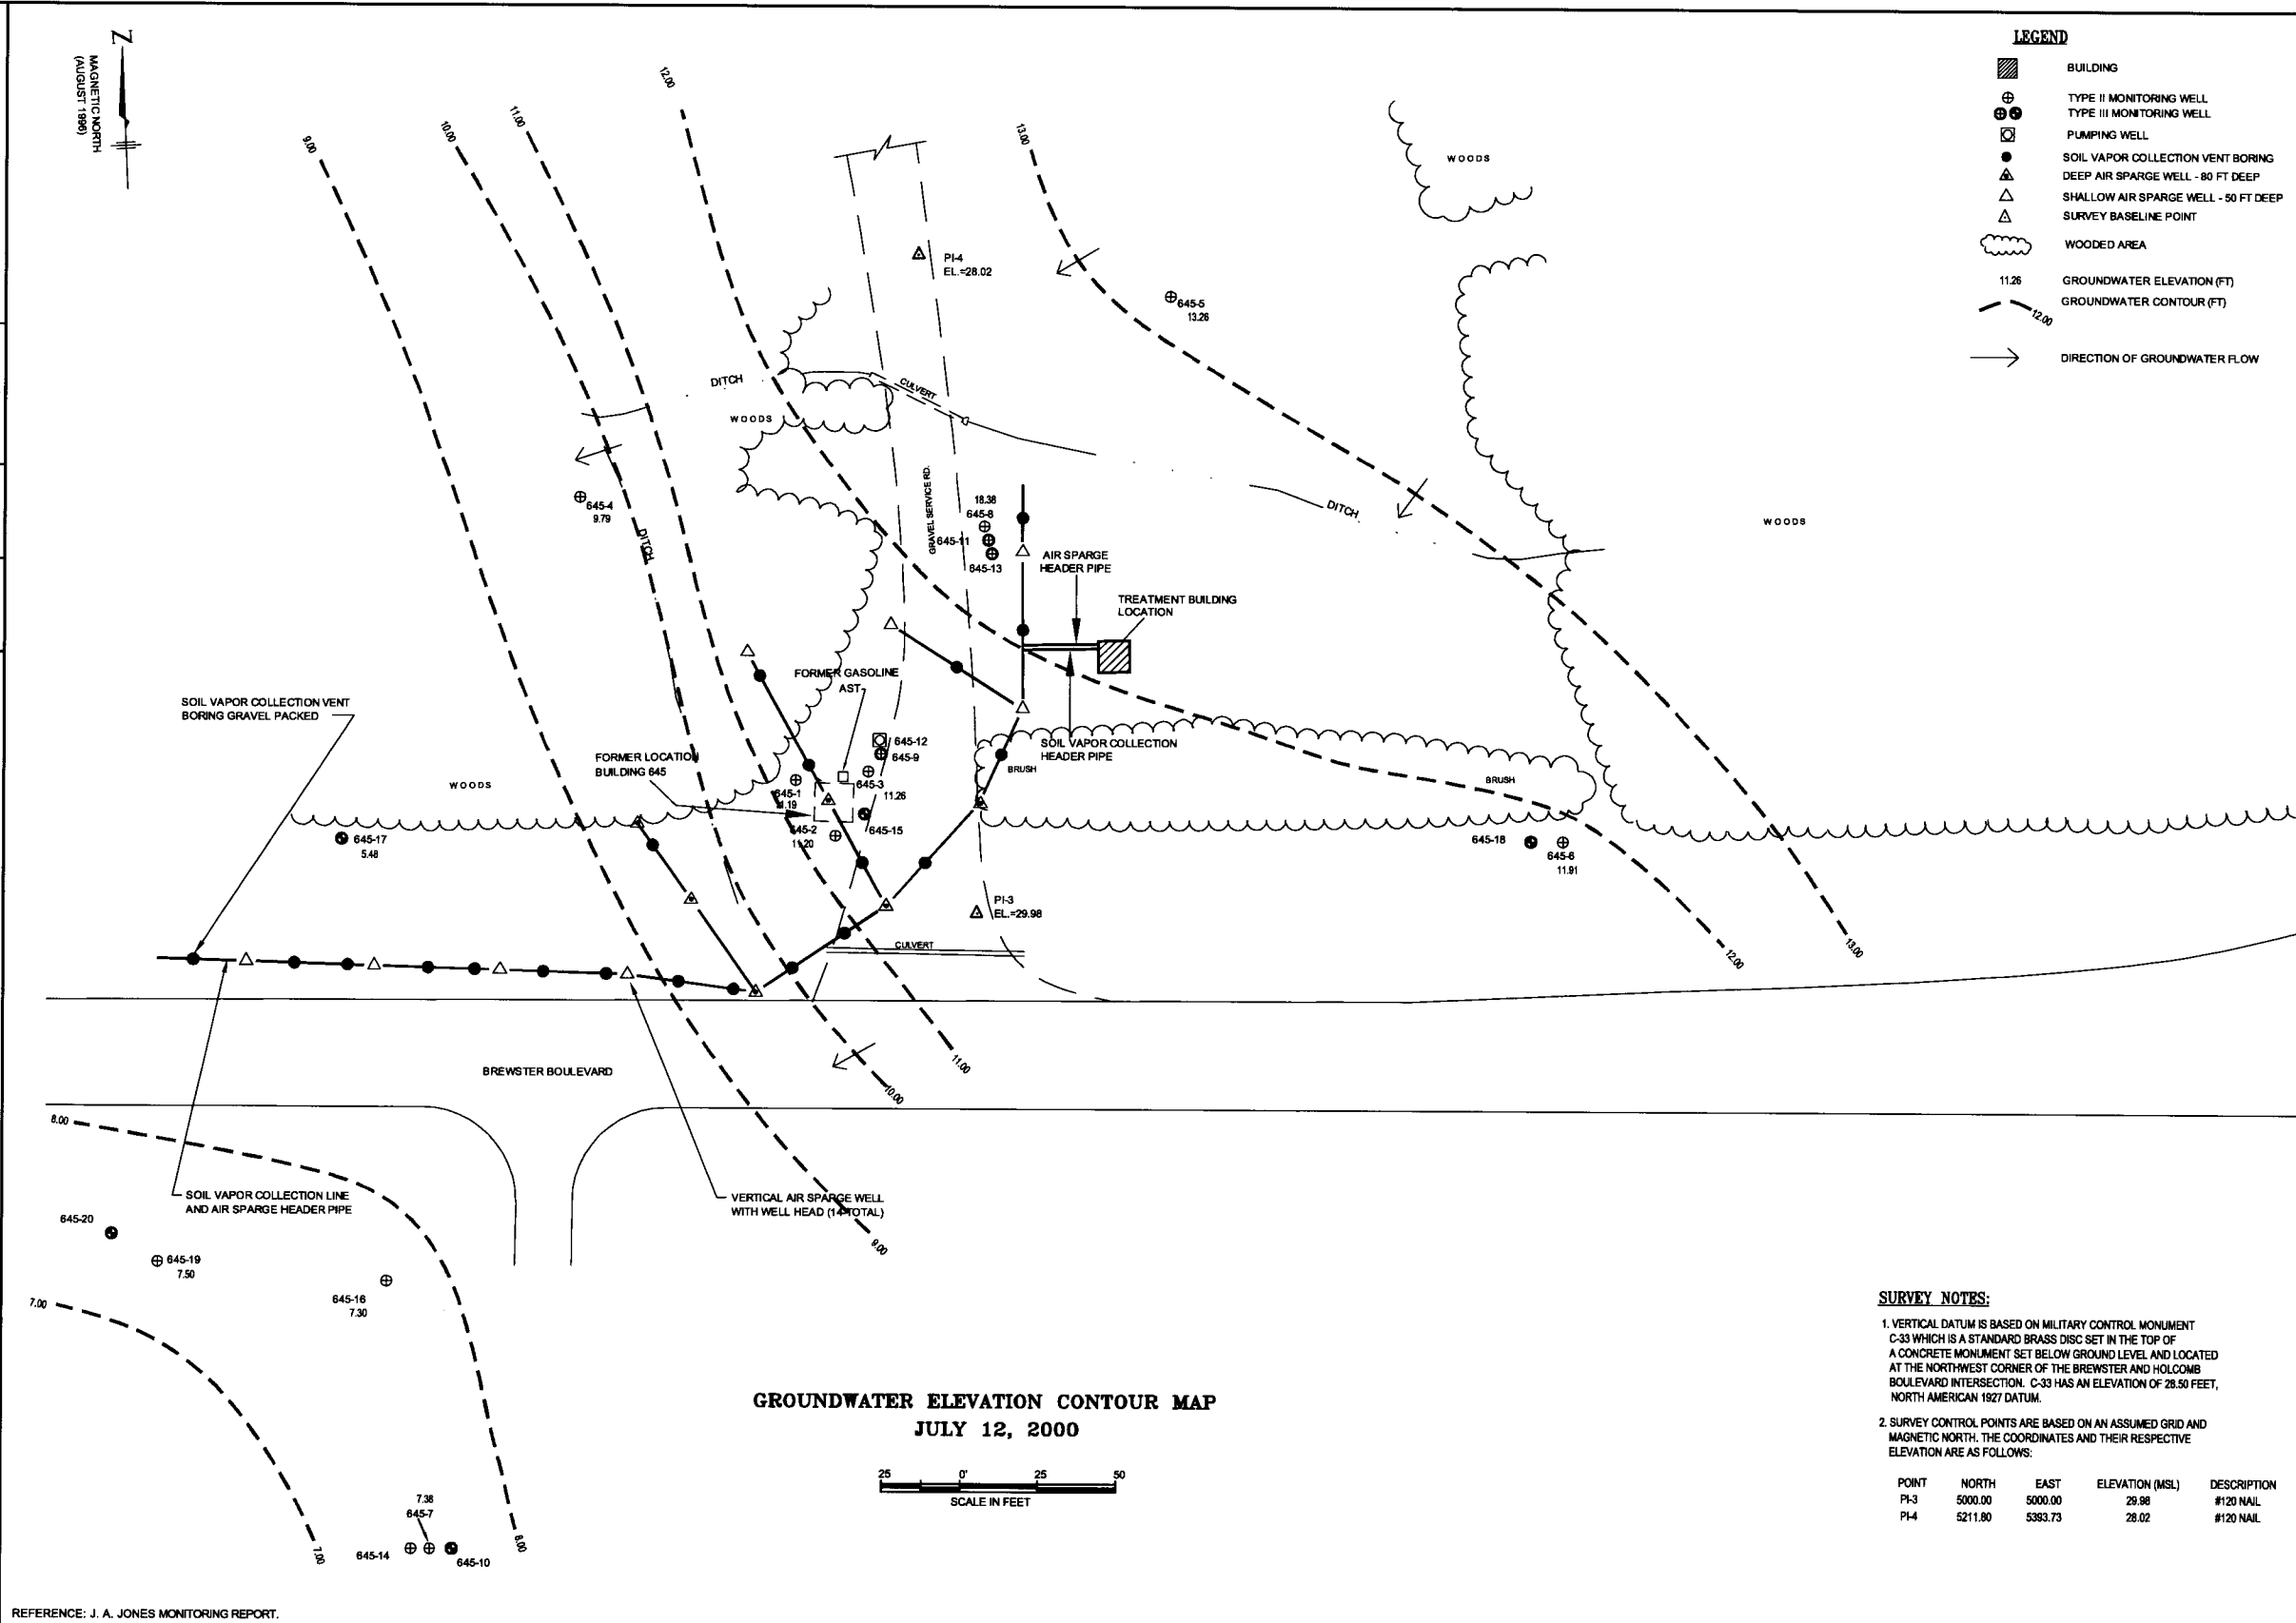 N
MAGNETIC NORTH
(AUGUST 1996)
9.00
10.00
11.00
12.00
13.00
LEGEND
BUILDING
TYPE II MONITORING WELL
TYPE III MONITORING WELL
PUMPING WELL
SOIL VAPOR COLLECTION VENT BORING
DEEP AIR SPARGE WELL - 80 FT DEEP
SHALLOW AIR SPARGE WELL - 50 FT DEEP
SURVEY BASELINE POINT
WOODED AREA
11.26 GROUNDWATER ELEVATION (FT)
GROUNDWATER CONTOUR (FT)
12.00
DIRECTION OF GROUNDWATER FLOW
WOODS
PI-4
EL.=28.02
645-5
13.26
DITCH
CULVERT
WOODS
645-4
9.79
DITCH
GRAVEL SERVICE RD.
18.38
645-8
645-11
645-13
AIR SPARGE
HEADER PIPE
DITCH
WOODS
TREATMENT BUILDING
LOCATION
FORMER GASOLINE
AST
SOIL VAPOR COLLECTION VENT
BORING GRAVEL PACKED
FORMER LOCATION
BUILDING 645
645-12
645-9
SOIL VAPOR COLLECTION
HEADER PIPE
BRUSH
BRUSH
WOODS
645-1
11.19
645-3
11.26
645-2
11.20
645-15
645-17
5.48
645-18
645-6
11.91
PI-3
EL.=29.98
CULVERT
12.00
13.00
BREWSTER BOULEVARD
11.00
10.00
8.00
SOIL VAPOR COLLECTION LINE
AND AIR SPARGE HEADER PIPE
VERTICAL AIR SPARGE WELL
WITH WELL HEAD (14 TOTAL)
9.00
645-20
645-19
7.50
645-16
7.30
7.00
SURVEY NOTES:
1. VERTICAL DATUM IS BASED ON MILITARY CONTROL MONUMENT
C-33 WHICH IS A STANDARD BRASS DISC SET IN THE TOP OF
A CONCRETE MONUMENT SET BELOW GROUND LEVEL AND LOCATED
AT THE NORTHWEST CORNER OF THE BREWSTER AND HOLCOMB
BOULEVARD INTERSECTION. C-33 HAS AN ELEVATION OF 28.50 FEET,
NORTH AMERICAN 1927 DATUM.
2. SURVEY CONTROL POINTS ARE BASED ON AN ASSUMED GRID AND
MAGNETIC NORTH. THE COORDINATES AND THEIR RESPECTIVE
ELEVATION ARE AS FOLLOWS:
POINT NORTH EAST ELEVATION (MSL) DESCRIPTION
PI-3 5000.00 5000.00 29.98 #120 NAIL
PI-4 5211.80 5393.73 28.02 #120 NAIL
GROUNDWATER ELEVATION CONTOUR MAP
JULY 12, 2000
25 0' 25 50
SCALE IN FEET
7.38
645-7
645-14
645-10
7.00
8.00
REFERENCE: J. A. JONES MONITORING REPORT.